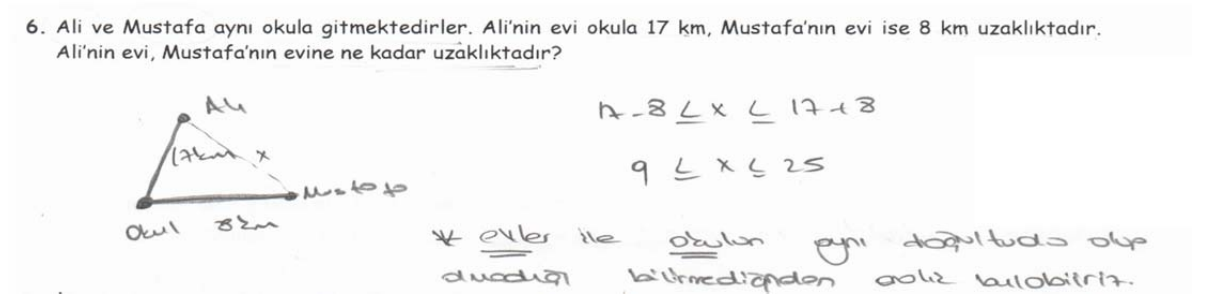 6. Ali ve Mustafa aynı okula gitmektedirler. Ali'nin evi okula 17 km, Mustafa'nın evi ise 8 km uzaklıktadır.
Ali'nin evi, Mustafa'nın evine ne kadar uzaklıktadır?
Ali
17-8 ≤ x ≤ 17+8
17km x
9 ≤ x ≤ 25
Mustafa
Okul 8km
* evler ile okulun aynı doğrultuda olup
olmadığı bilinmediğinden aralık bulabiliriz.